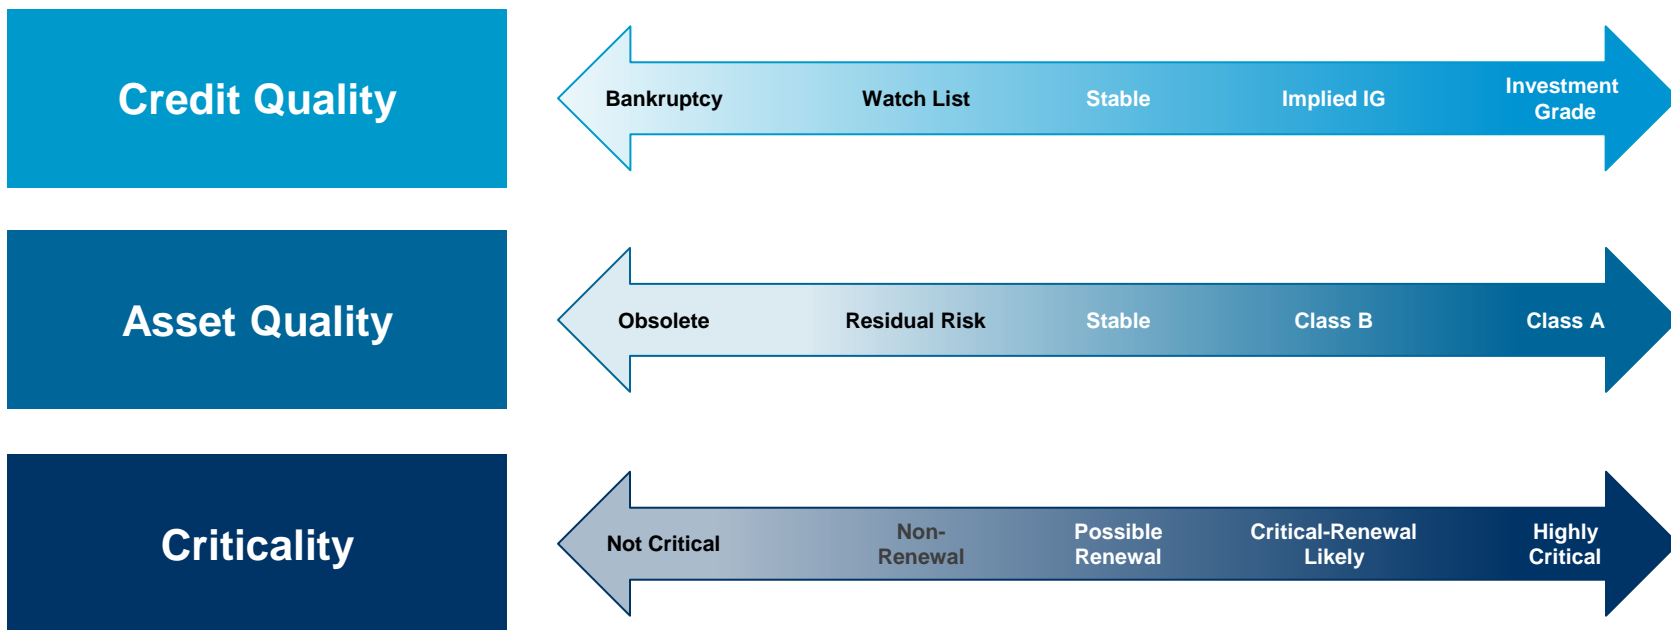 Credit Quality
Bankruptcy
Watch List
Stable
Implied IG
Investment
Grade
Asset Quality
Obsolete
Residual Risk
Stable
Class B
Class A
Criticality
Not Critical
Non-
Renewal
Possible
Renewal
Critical-Renewal
Likely
Highly
Critical